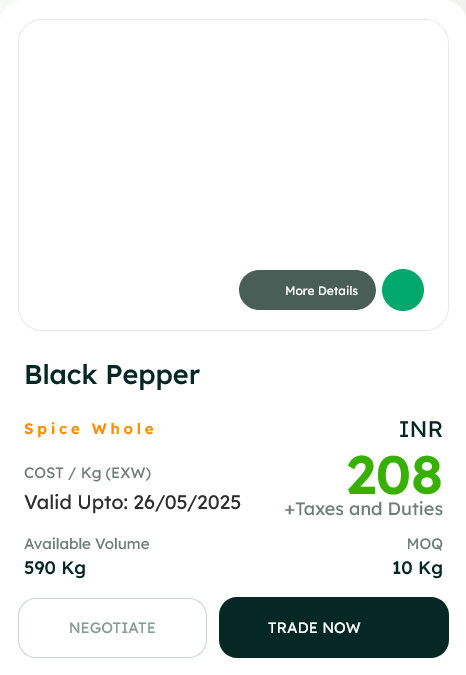 More Details
Black Pepper
Spice Whole
INR
COST / Kg (EXW)
208
Valid Upto: 26/05/2025
+Taxes and Duties
Available Volume
MOQ
590 Kg
10 Kg
NEGOTIATE
TRADE NOW